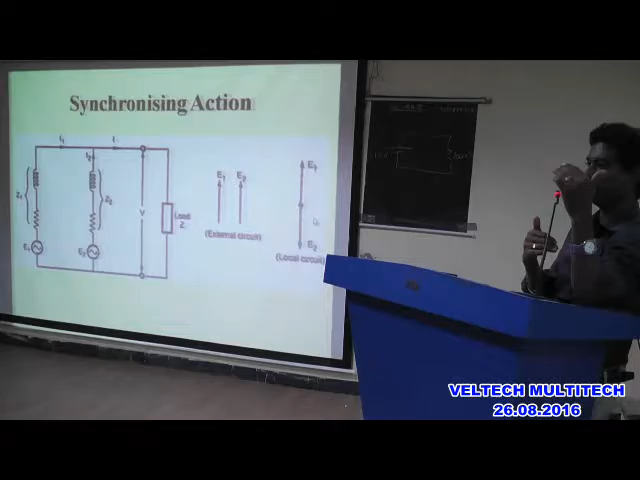 Synchronising Action
I1
I
I2
Z1
Z2
V
Load
Z
E1
E2
E1
E2
(External circuit)
E1
E2
(Local circuit)
VELTECH MULTITECH
26.08.2016